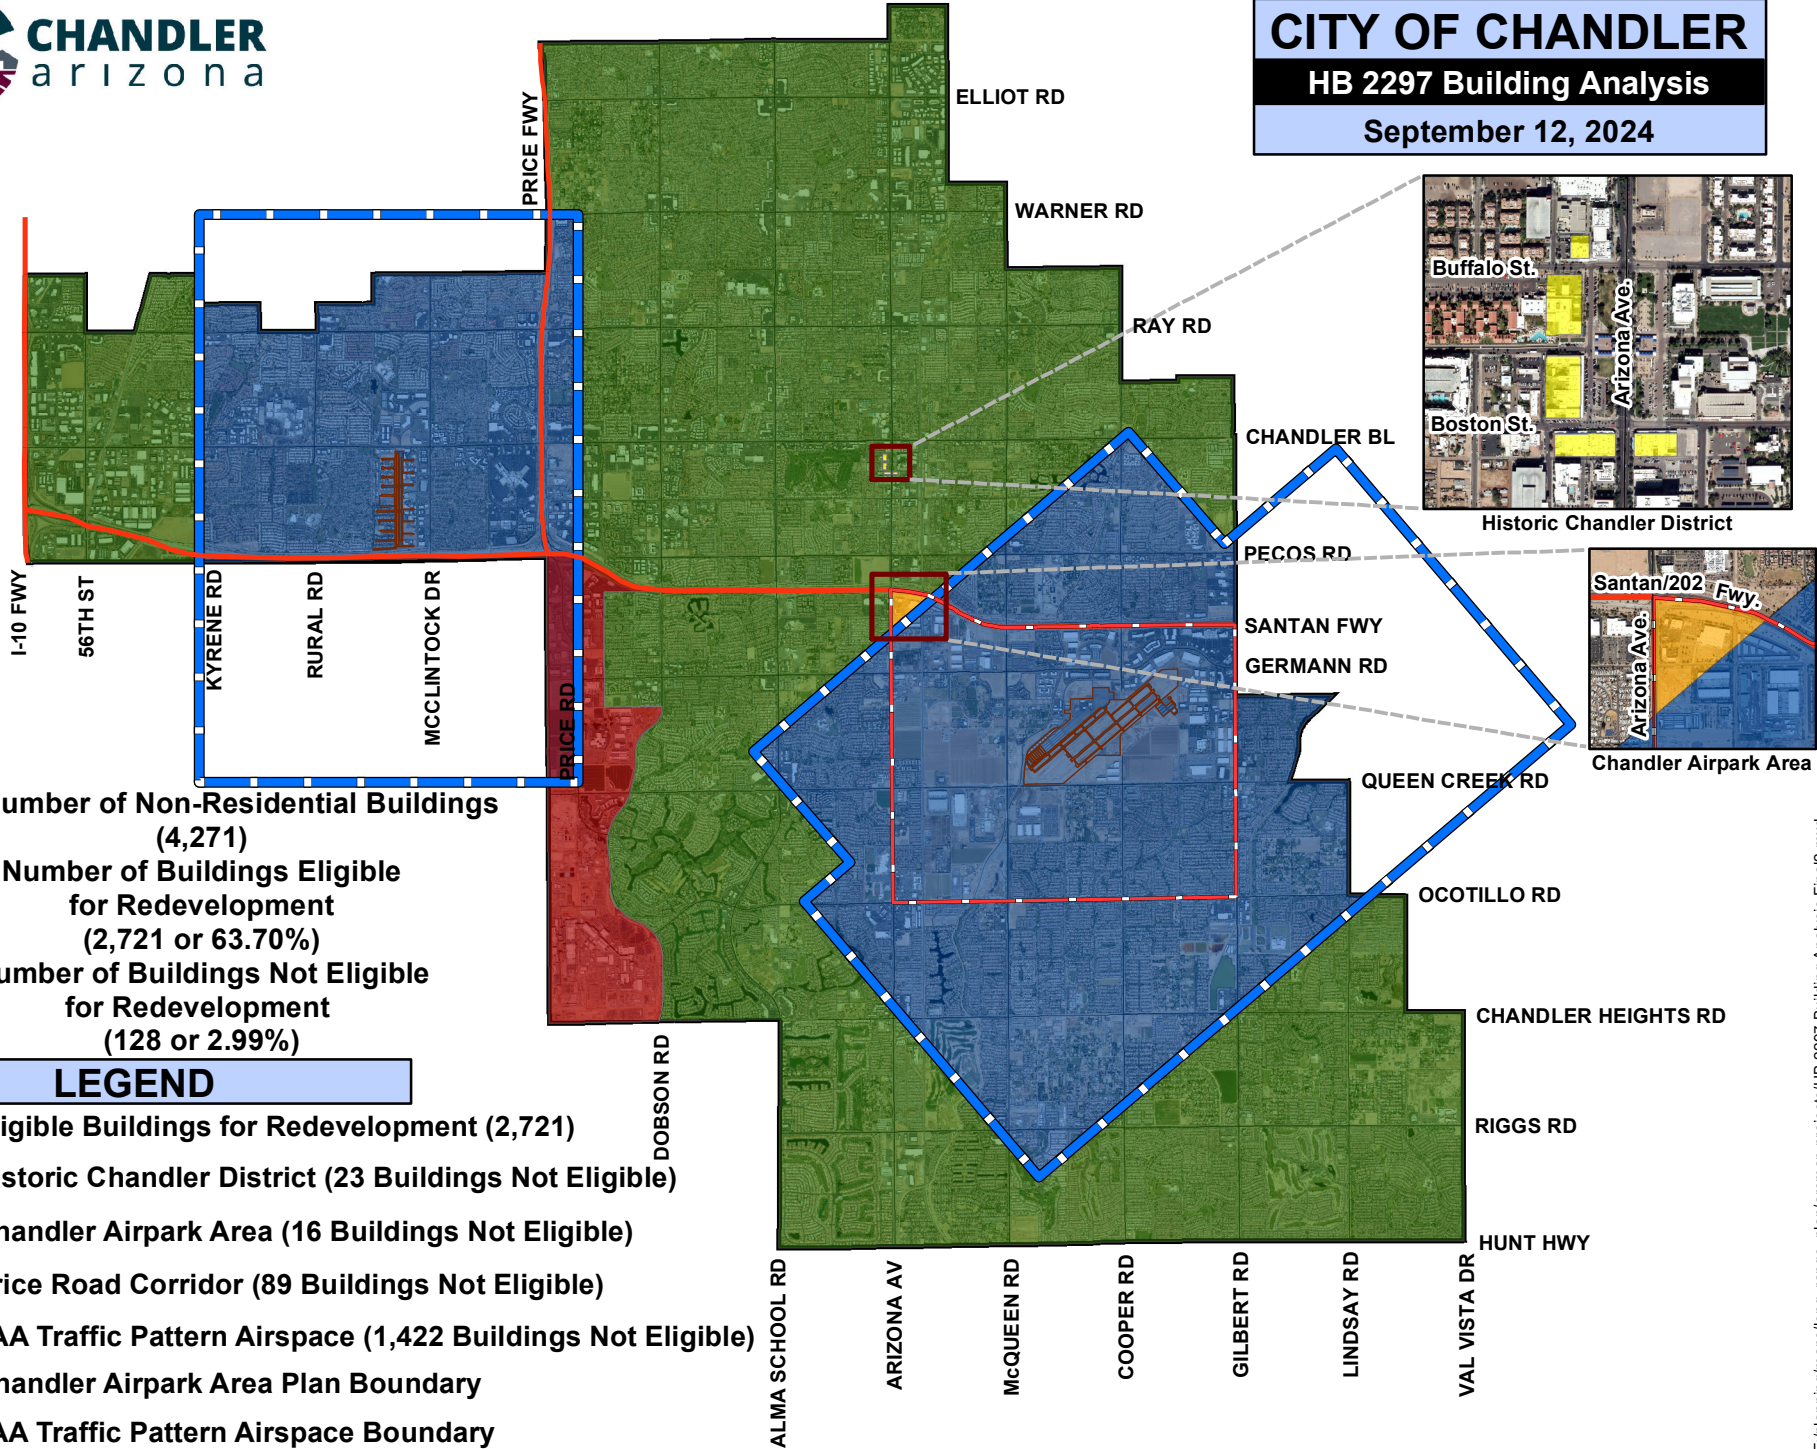 CHANDLER
arizona
CITY OF CHANDLER
HB 2297 Building Analysis
September 12, 2024
PRICE FWY
ELLIOT RD
WARNER RD
RAY RD
CHANDLER BL
PECOS RD
SANTAN FWY
GERMANN RD
QUEEN CREEK RD
OCOTILLO RD
CHANDLER HEIGHTS RD
RIGGS RD
HUNT HWY
Buffalo St.
Arizona Ave.
Boston St.
Historic Chandler District
Santan/202 Fwy.
Arizona Ave.
Chandler Airpark Area
I-10 FWY
56TH ST
KYRENE RD
RURAL RD
MCCLINTOCK DR
PRICE RD
DOBSON RD
ALMA SCHOOL RD
ARIZONA AV
McQUEEN RD
COOPER RD
GILBERT RD
LINDSAY RD
VAL VISTA DR
umber of Non-Residential Buildings
(4,271)
Number of Buildings Eligible
for Redevelopment
(2,721 or 63.70%)
umber of Buildings Not Eligible
for Redevelopment
(128 or 2.99%)
LEGEND
igible Buildings for Redevelopment (2,721)
storic Chandler District (23 Buildings Not Eligible)
handler Airpark Area (16 Buildings Not Eligible)
rice Road Corridor (89 Buildings Not Eligible)
AA Traffic Pattern Airspace (1,422 Buildings Not Eligible)
handler Airpark Area Plan Boundary
AA Traffic Pattern Airspace Boundary